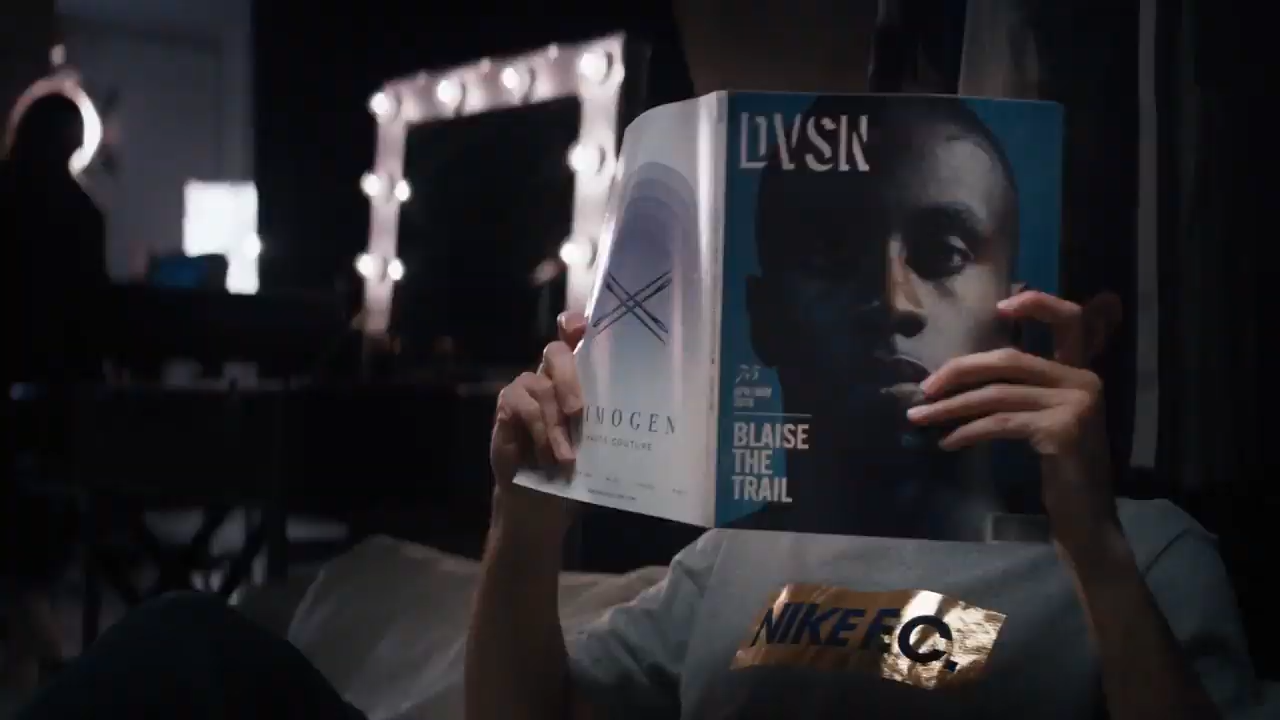 DVSN
BLAISE
THE
TRAIL
IMOGEN
HAUTE COUTURE
NIKE F.C.